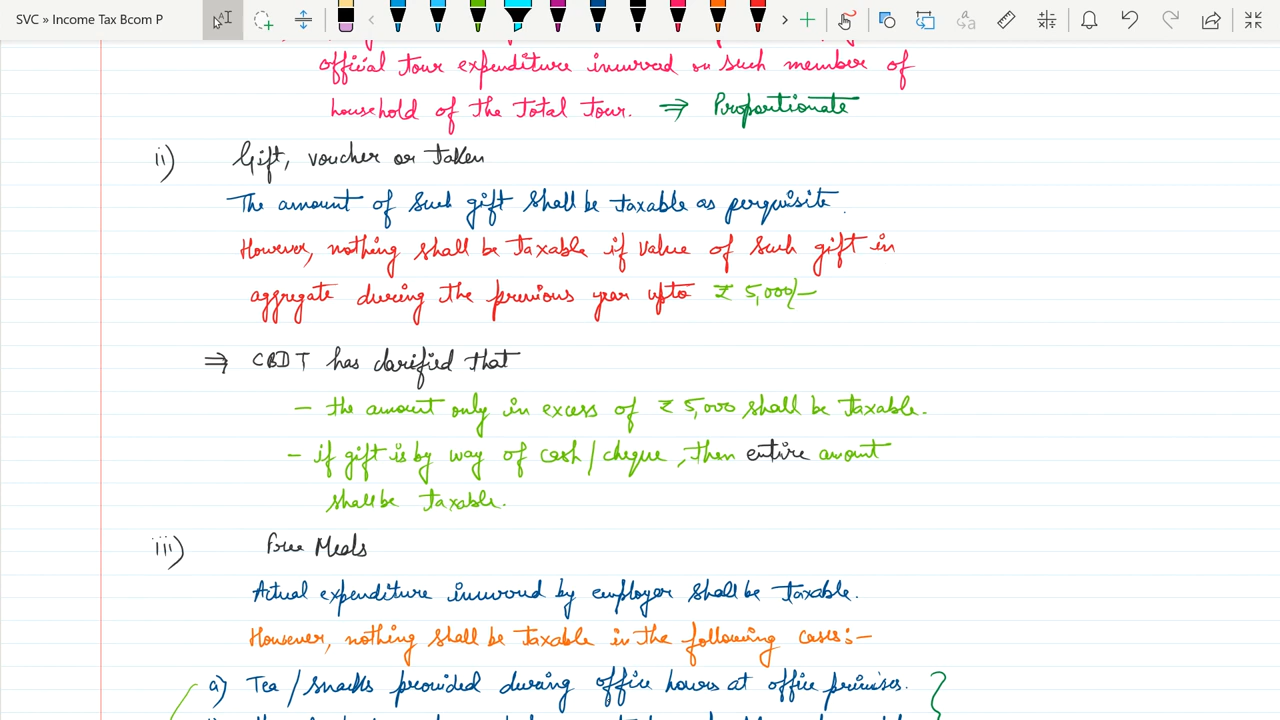 SVC » Income Tax Bcom P
official tour expenditure incurred on such member of
household of the total tour. ⇒ Proportionate
ii) Gift, voucher or Token
The amount of such gift shall be taxable as perquisite.
However, nothing shall be taxable if value of such gift in
aggregate during the previous year upto ₹ 5,000/-
⇒ CBDT has clarified that
- the amount only in excess of ₹ 5,000 shall be taxable.
- if gift is by way of cash/cheque, then entire amount
shall be taxable.
iii) Free Meals
Actual expenditure incurred by employer shall be taxable.
However, nothing shall be taxable in the following cases:-
a) Tea/snacks provided during office hours at office premises.